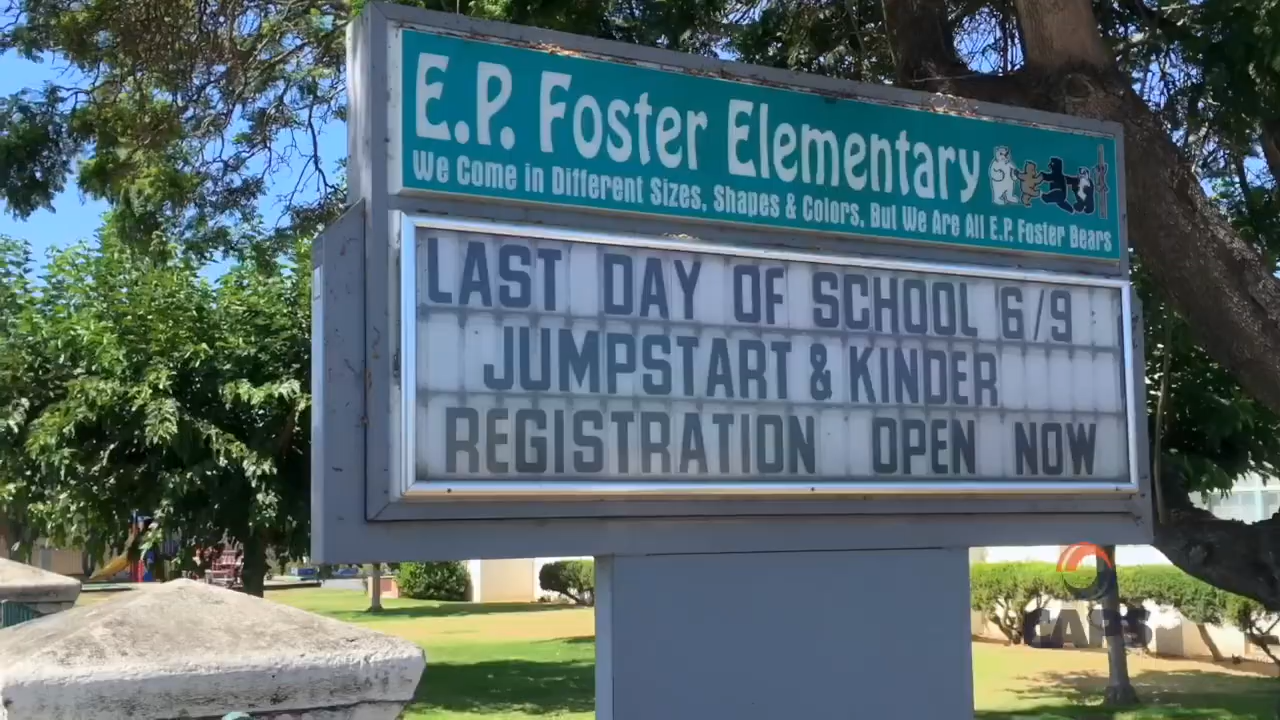 E.P. Foster Elementary
We Come in Different Sizes, Shapes & Colors, But We Are All E.P. Foster Bears
LAST DAY OF SCHOOL 6/9
JUMPSTART & KINDER
REGISTRATION OPEN NOW
CAPS